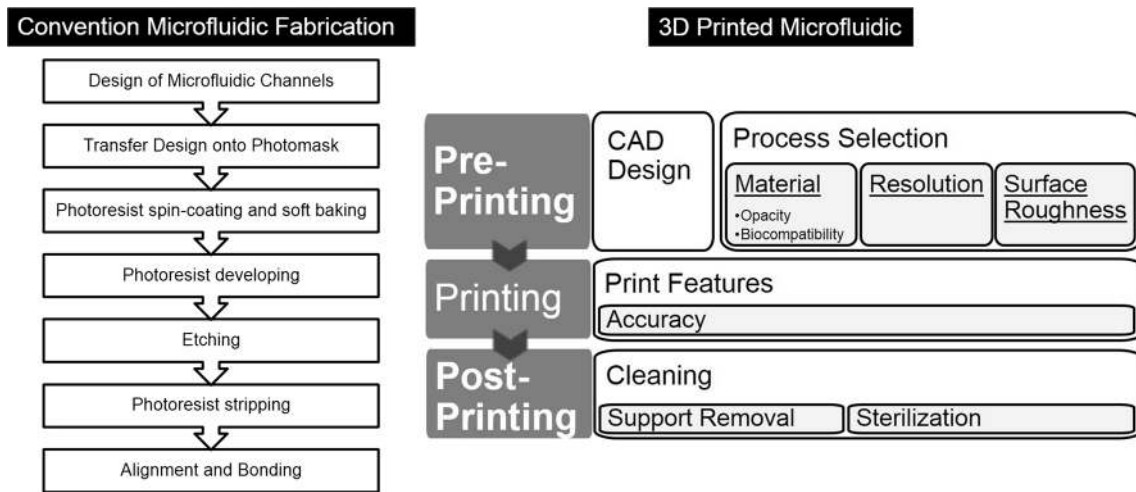 Convention Microfluidic Fabrication
Design of Microfluidic Channels
Transfer Design onto Photomask
Photoresist spin-coating and soft baking
Photoresist developing
Etching
Photoresist stripping
Alignment and Bonding
3D Printed Microfluidic
Pre-
Printing
CAD
Design
Process Selection
Material
•Opacity
•Biocompatibility
Resolution
Surface
Roughness
Printing
Print Features
Accuracy
Post-
Printing
Cleaning
Support Removal
Sterilization